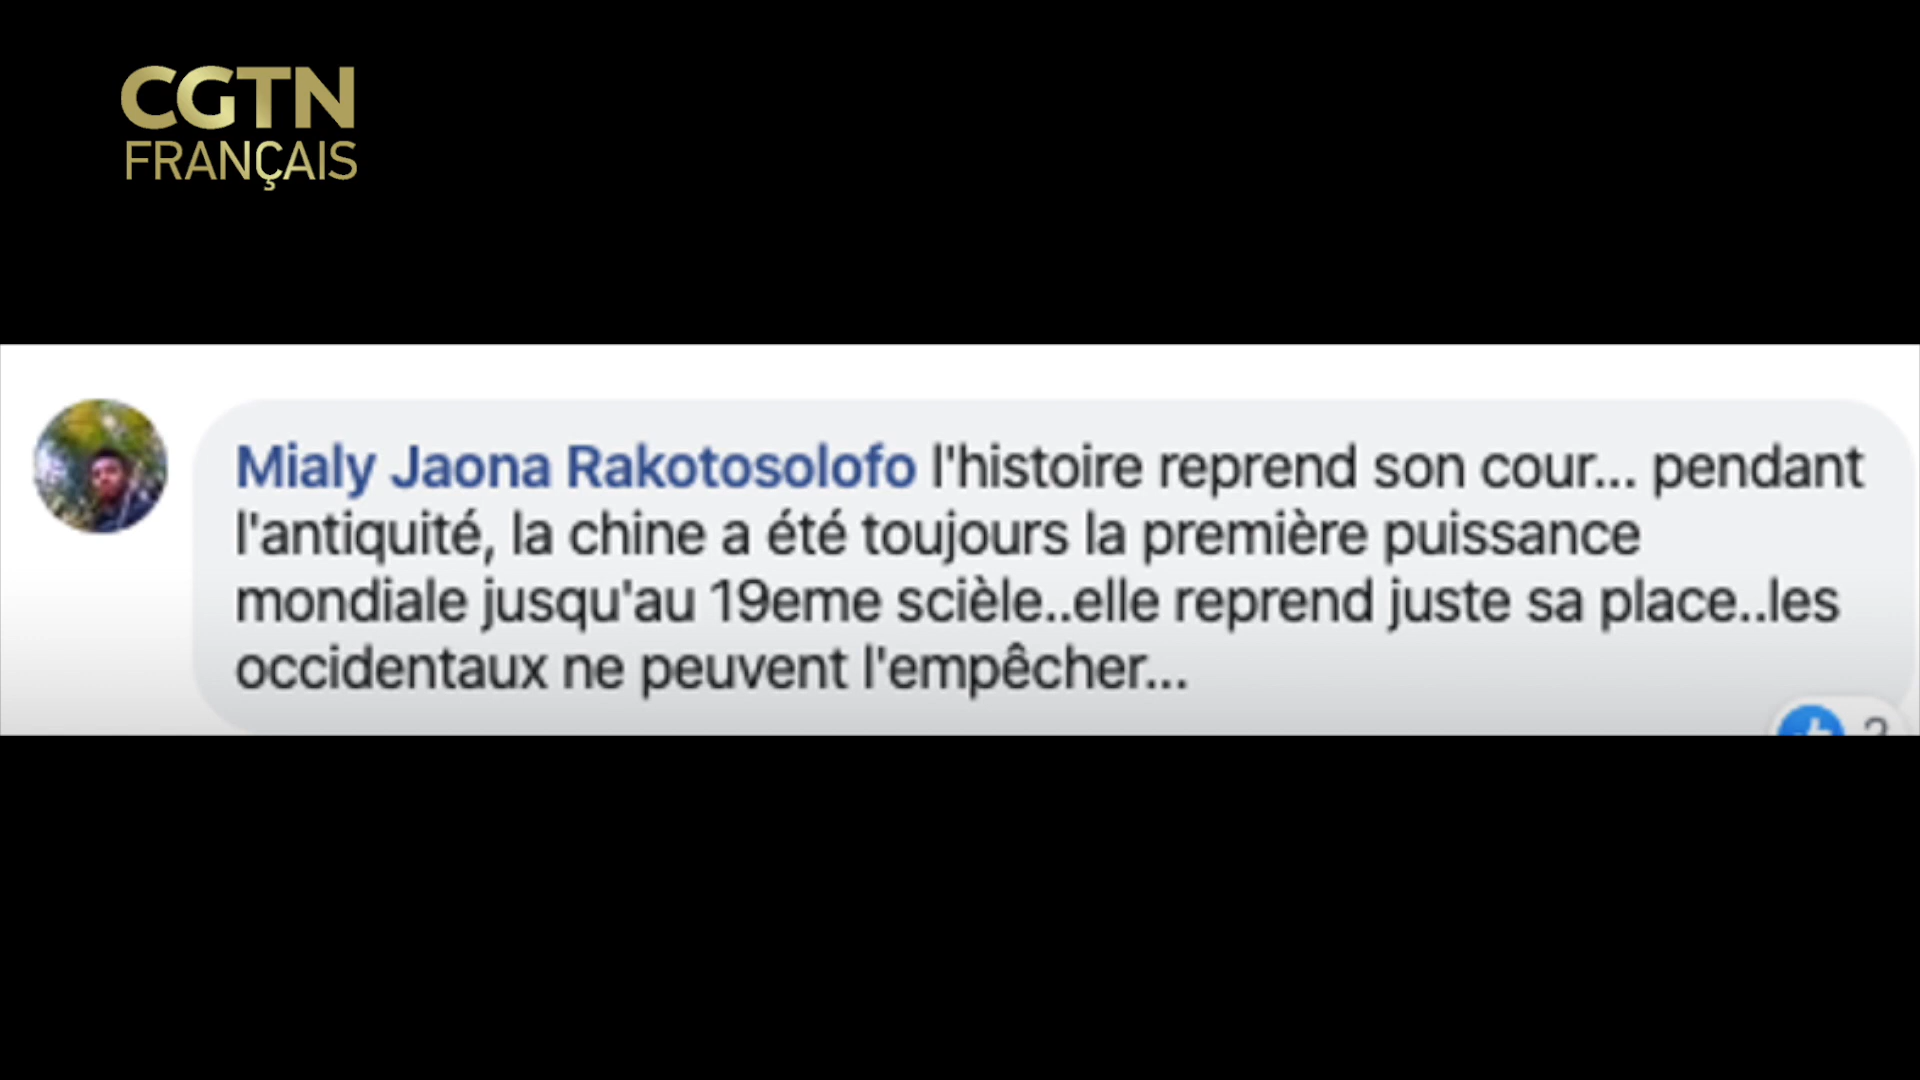 CGTN
FRANÇAIS
Mialy Jaona Rakotosolofo l'histoire reprend son cour... pendant
l'antiquité, la chine a été toujours la première puissance
mondiale jusqu'au 19eme scièle..elle reprend juste sa place..les
occidentaux ne peuvent l'empêcher...